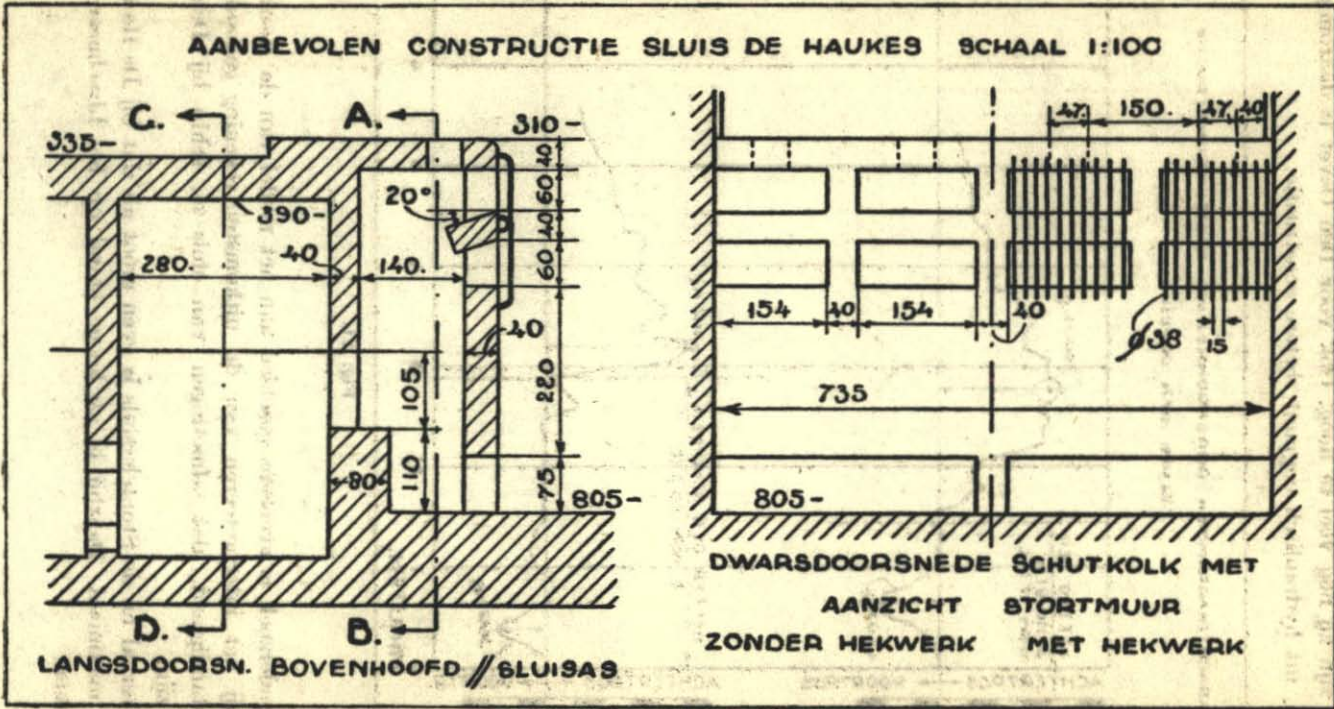 AANBEVOLEN CONSTRUCTIE SLUIS DE HAUKES SCHAAL 1:100
C.
A.
335-
310-
40
60
40
60
220
75
20°
390-
40
280.
140.
40
105
110
80
805-
D.
B.
LANGSDOORSN. BOVENHOOFD // SLUISAS
47.
150.
47.
40
154
40
154
40
ø38
15
735
805-
DWARSDOORSNEDE SCHUTKOLK MET
AANZICHT STORTMUUR
ZONDER HEKWERK MET HEKWERK